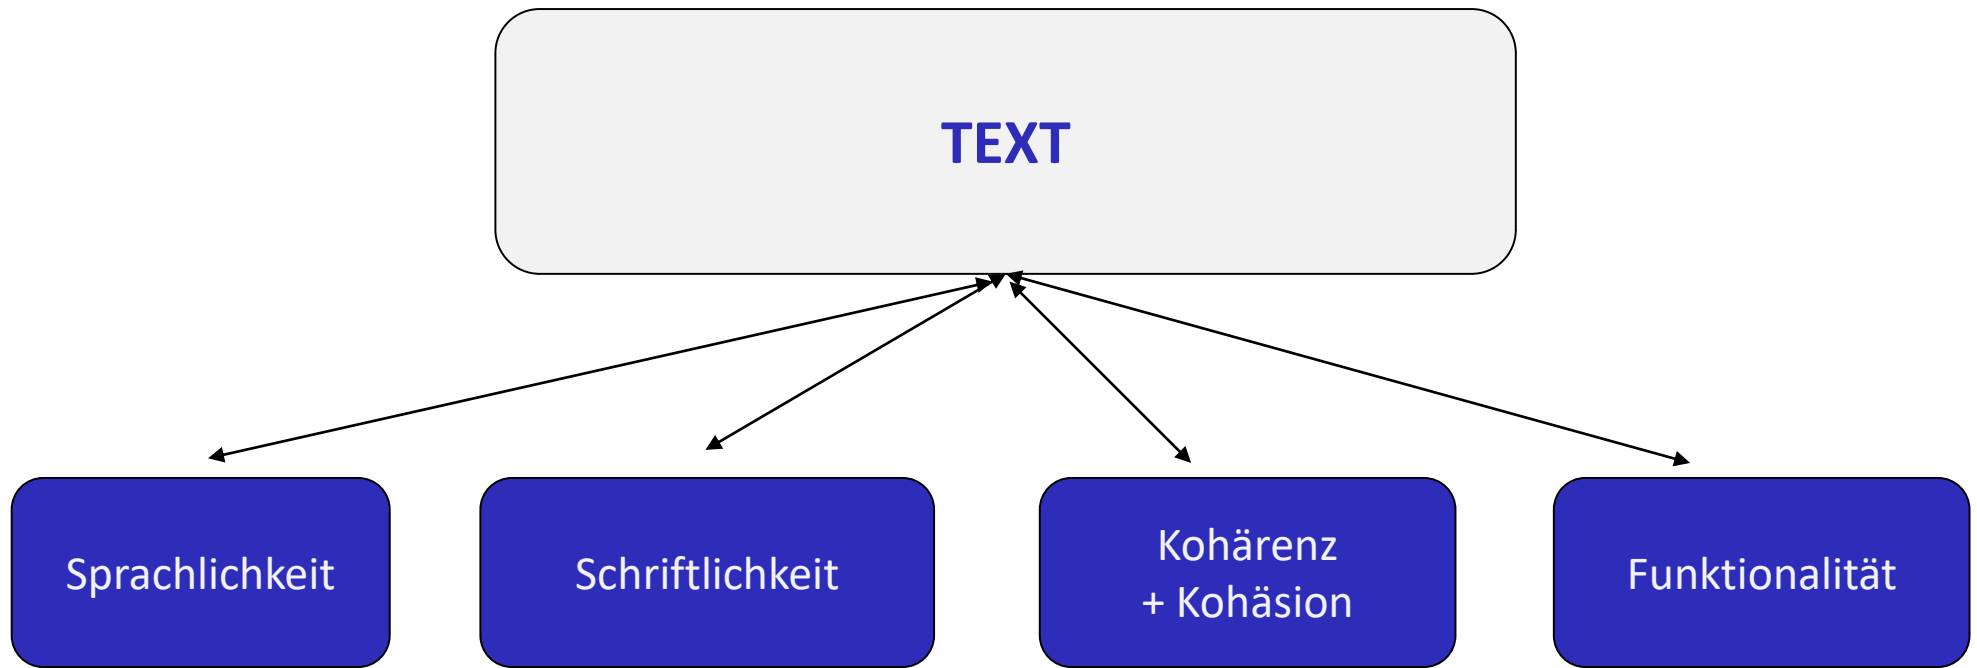 TEXT
Sprachlichkeit
Schriftlichkeit
Kohärenz
+ Kohäsion
Funktionalität